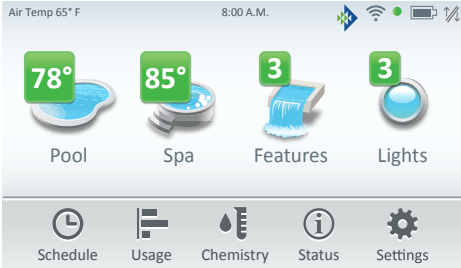 Air Temp 65° F 8:00 A.M.
78° 85° 3 3
Pool Spa Features Lights
Schedule Usage Chemistry Status Settings